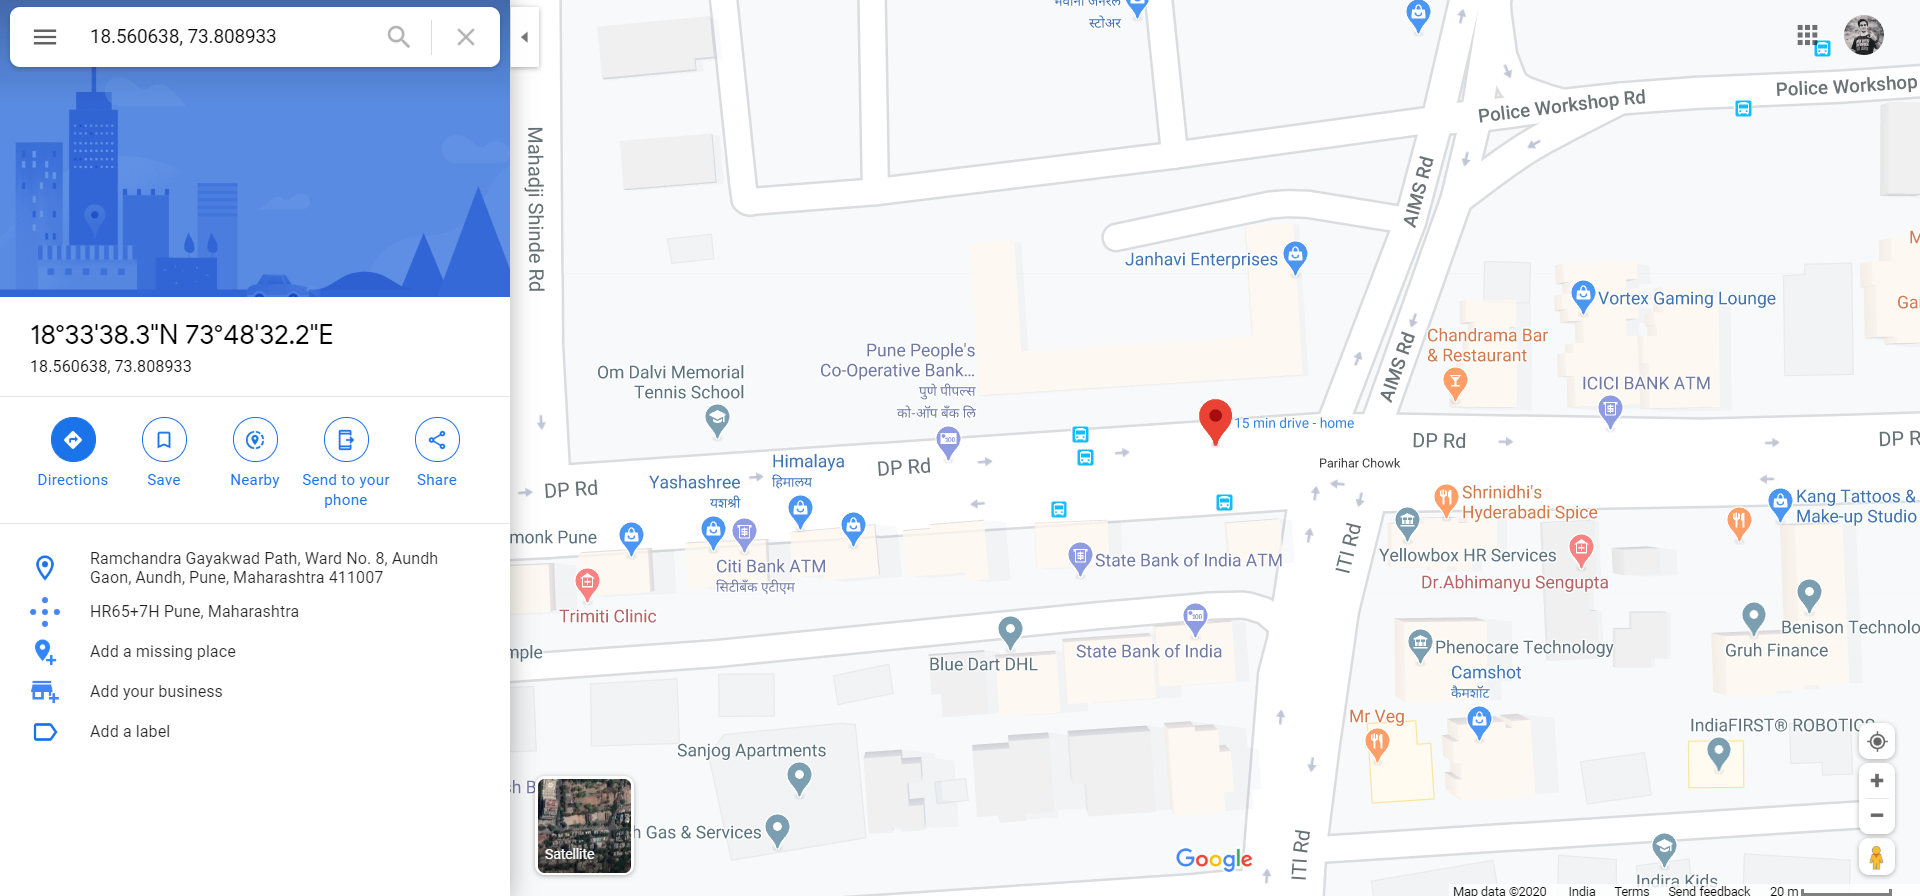 18.560638, 73.808933
18°33'38.3"N 73°48'32.2"E
18.560638, 73.808933
Directions
Save
Nearby
Send to your
phone
Share
Ramchandra Gayakwad Path, Ward No. 8, Aundh
Gaon, Aundh, Pune, Maharashtra 411007
HR65+7H Pune, Maharashtra
Add a missing place
Add your business
Add a label
स्टोअर
Police Workshop Rd
Police Workshop
Mahadji Shinde Rd
AIMS Rd
Janhavi Enterprises
Vortex Gaming Lounge
Chandrama Bar
& Restaurant
AIMS Rd
Pune People's
Co-Operative Bank...
पुणे पीपल्स
को-ऑप बँक लि
Om Dalvi Memorial
Tennis School
ICICI BANK ATM
15 min drive - home
DP Rd
DP R
Parihar Chowk
DP Rd
Himalaya
हिमालय
Yashashree
यशश्री
DP Rd
Shrinidhi's
Hyderabadi Spice
Kang Tattoos &
Make-up Studio
monk Pune
Citi Bank ATM
सिटीबँक एटीएम
State Bank of India ATM
ITI Rd
Yellowbox HR Services
Dr.Abhimanyu Sengupta
Trimiti Clinic
Blue Dart DHL
State Bank of India
Phenocare Technology
Benison Technolo
Gruh Finance
Camshot
कैमशॉट
Mr Veg
IndiaFIRST® ROBOTICS
Sanjog Apartments
sh B
h Gas & Services
Satellite
Google
ITI Rd
Indira Kids
Map data ©2020
India
Terms
Send feedback
20 m